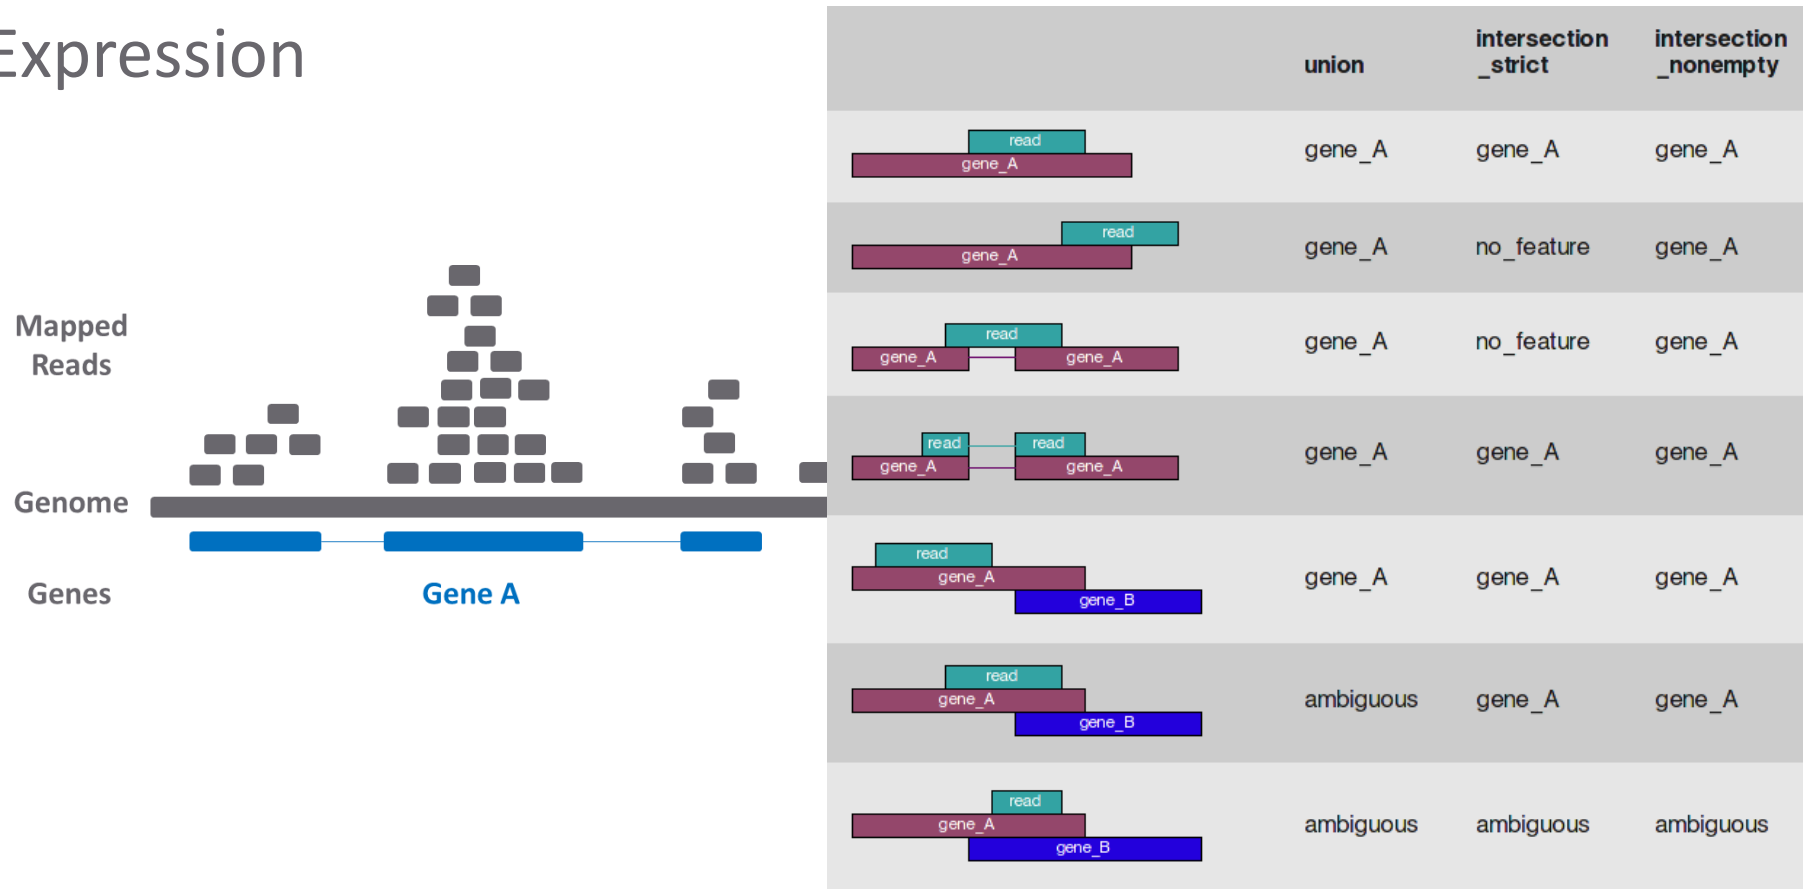 Expression
Mapped
Reads
Genome
Genes
Gene A
union
intersection
_strict
intersection
_nonempty
read
gene_A
gene_A gene_A gene_A
read
gene_A
gene_A no_feature gene_A
read
gene_A gene_A
gene_A no_feature gene_A
read read
gene_A gene_A
gene_A gene_A gene_A
read
gene_A
gene_B
gene_A gene_A gene_A
read
gene_A
gene_B
ambiguous gene_A gene_A
read
gene_A
gene_B
ambiguous ambiguous ambiguous